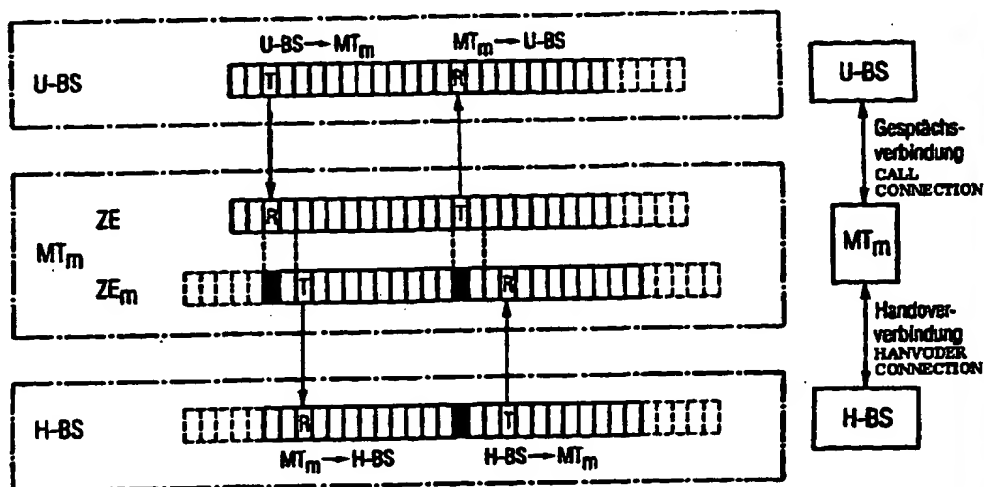 U-BS→MTm MTm→U-BS
U-BS T R
ZE R T
MTm
ZEm T R
H-BS R T
MTm→H-BS H-BS→MTm
U-BS
Gesprächs-
verbindung
CALL
CONNECTION
MTm
Handover-
verbindung
HANVODER
CONNECTION
H-BS